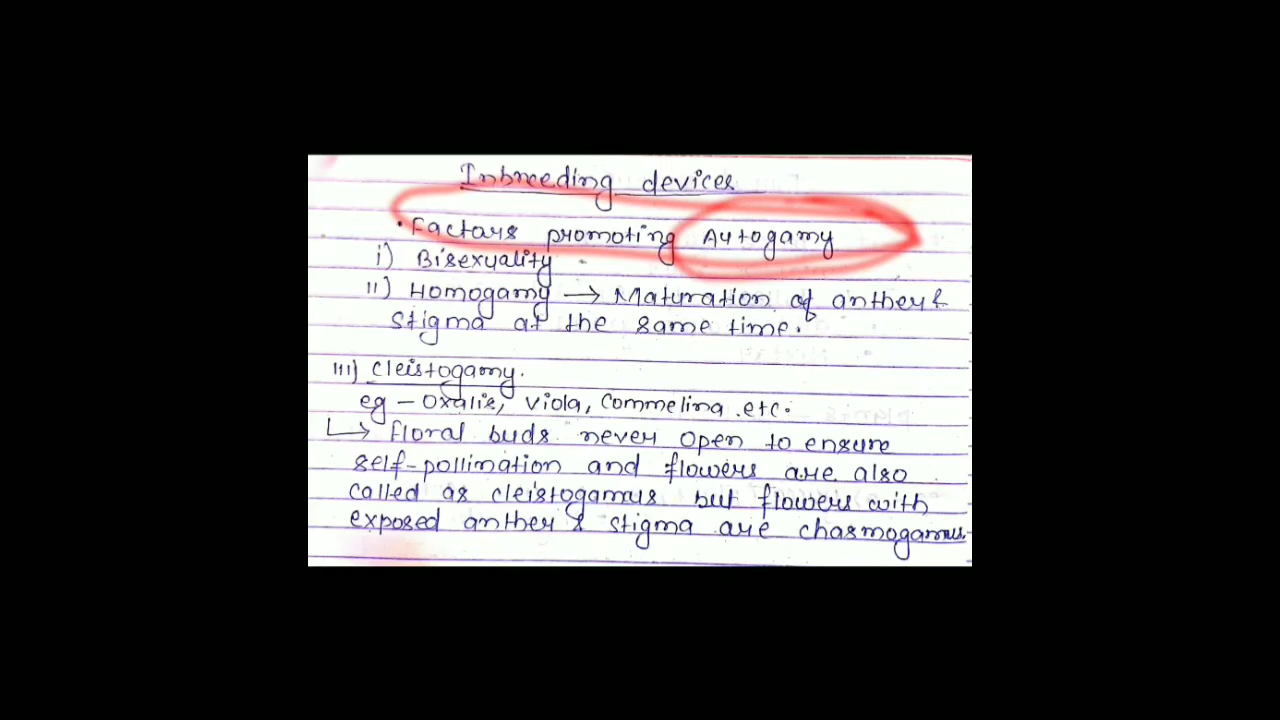 Inbreeding devices
• Factors promoting Autogamy
i) Bisexuality
ii) Homogamy → Maturation of anther &
stigma at the same time.
iii) Cleistogamy.
eg – Oxalis, Viola, Commelina .etc.
↳ floral buds never open to ensure
self-pollination and flowers are also
called as cleistogamus but flowers with
exposed anther & stigma are chasmogamus.